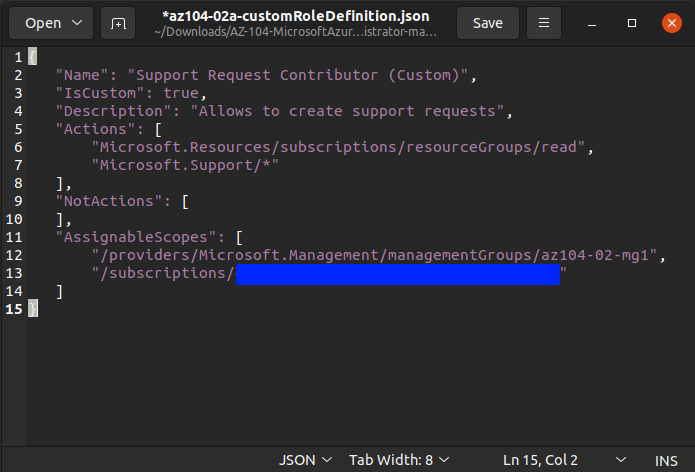 Open
*az104-02a-customRoleDefinition.json
~/Downloads/AZ-104-MicrosoftAzur…istrator-ma…
Save
1 {
2 "Name": "Support Request Contributor (Custom)",
3 "IsCustom": true,
4 "Description": "Allows to create support requests",
5 "Actions": [
6 "Microsoft.Resources/subscriptions/resourceGroups/read",
7 "Microsoft.Support/*"
8 ],
9 "NotActions": [
10 ],
11 "AssignableScopes": [
12 "/providers/Microsoft.Management/managementGroups/az104-02-mg1",
13 "/subscriptions/ "
14 ]
15 }
JSON Tab Width: 8 Ln 15, Col 2 INS